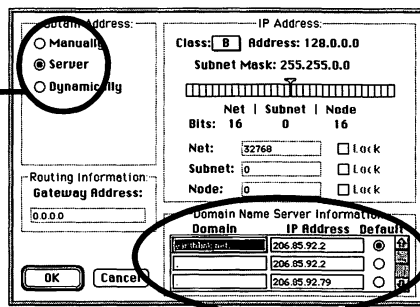 Obtain Address:
Manually
Server
Dynamically
Routing Information:
Gateway Address:
0.0.0.0
OK
Cancel
IP Address:
Class: B Address: 128.0.0.0
Subnet Mask: 255.255.0.0
Net | Subnet | Node
Bits: 16 0 16
Net: 32768 Lock
Subnet: 0 Lock
Node: 0 Lock
Domain Name Server Information
Domain IP Address Default
earthlink.net. 206.85.92.2
. 206.85.92.2
. 206.85.92.79